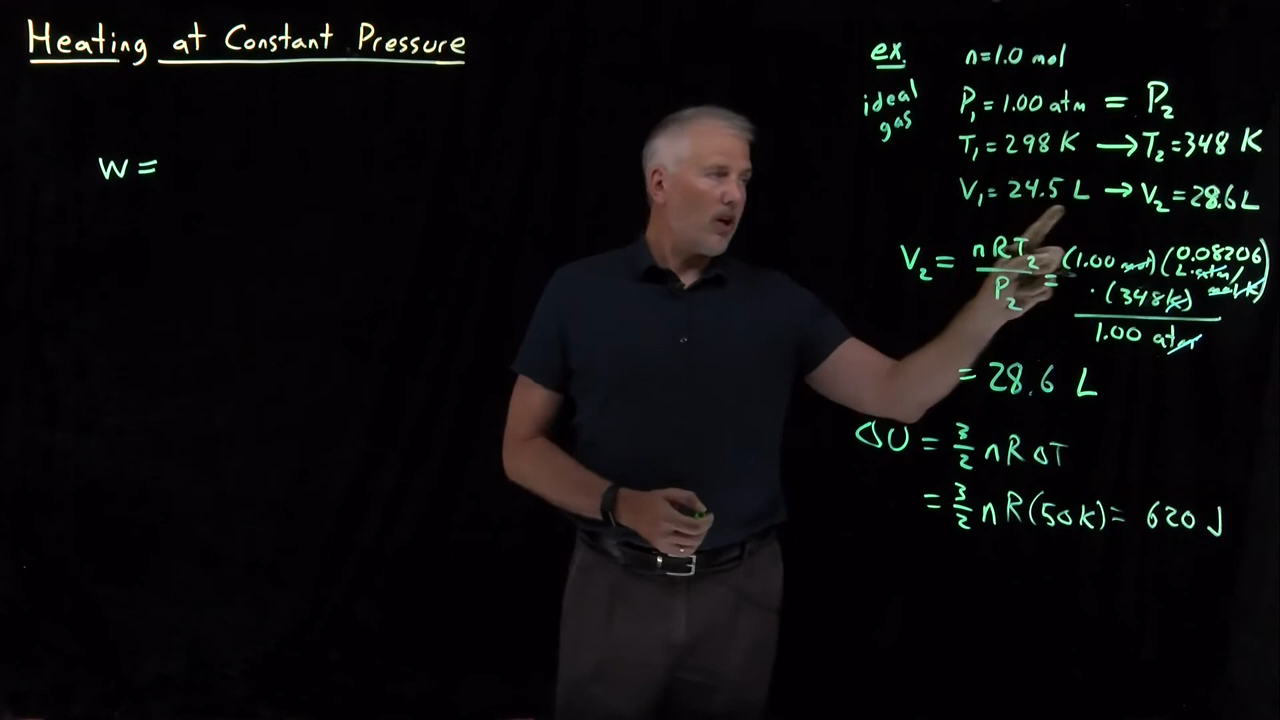 Heating at Constant Pressure
w =
ex. n=1.0 mol
ideal gas
P₁ = 1.00 atm = P₂
T₁ = 298 K → T₂ = 348 K
V₁ = 24.5 L → V₂ = 28.6 L
V₂ = nRT₂ / P₂ = (1.00 mol)(0.08206 L·atm/mol·K)
· (348 K)
1.00 atm
= 28.6 L
ΔU = 3/2 nRΔT
= 3/2 nR(50K) = 620 J